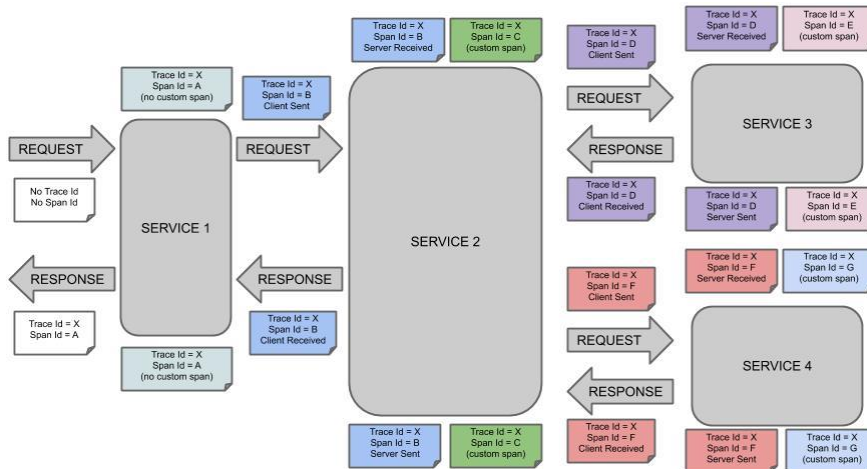 Trace Id = X
Span Id = B
Server Received
Trace Id = X
Span Id = C
(custom span)
Trace Id = X
Span Id = D
Client Sent
Trace Id = X
Span Id = D
Server Received
Trace Id = X
Span Id = E
(custom span)
Trace Id = X
Span Id = A
(no custom span)
Trace Id = X
Span Id = B
Client Sent
REQUEST
REQUEST
REQUEST
SERVICE 3
RESPONSE
No Trace Id
No Span Id
SERVICE 1
SERVICE 2
Trace Id = X
Span Id = D
Client Received
Trace Id = X
Span Id = D
Server Sent
Trace Id = X
Span Id = E
(custom span)
RESPONSE
RESPONSE
Trace Id = X
Span Id = F
Client Sent
Trace Id = X
Span Id = F
Server Received
Trace Id = X
Span Id = G
(custom span)
Trace Id = X
Span Id = A
Trace Id = X
Span Id = B
Client Received
REQUEST
SERVICE 4
RESPONSE
Trace Id = X
Span Id = A
(no custom span)
Trace Id = X
Span Id = B
Server Sent
Trace Id = X
Span Id = C
(custom span)
Trace Id = X
Span Id = F
Client Received
Trace Id = X
Span Id = F
Server Sent
Trace Id = X
Span Id = G
(custom span)